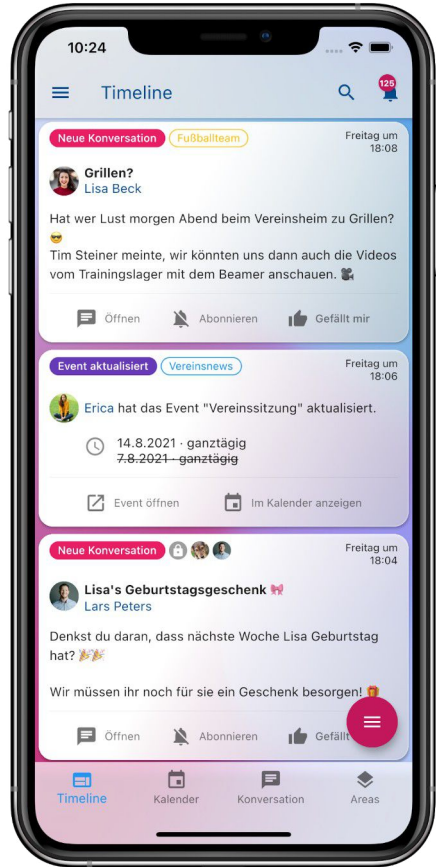 10:24
Timeline
125
Neue Konversation Fußballteam Freitag um
18:08
Grillen?
Lisa Beck
Hat wer Lust morgen Abend beim Vereinsheim zu Grillen?
😎
Tim Steiner meinte, wir könnten uns dann auch die Videos
vom Trainingslager mit dem Beamer anschauen. 📽
Öffnen Abonnieren Gefällt mir
Event aktualisiert Vereinsnews Freitag um
18:06
Erica hat das Event "Vereinssitzung" aktualisiert.
14.8.2021 · ganztägig
7.8.2021 · ganztägig
Event öffnen Im Kalender anzeigen
Neue Konversation Freitag um
18:04
Lisa's Geburtstagsgeschenk 🎀
Lars Peters
Denkst du daran, dass nächste Woche Lisa Geburtstag
hat? 🎉🎉
Wir müssen ihr noch für sie ein Geschenk besorgen! 🎁
Öffnen Abonnieren Gefällt
Timeline Kalender Konversation Areas